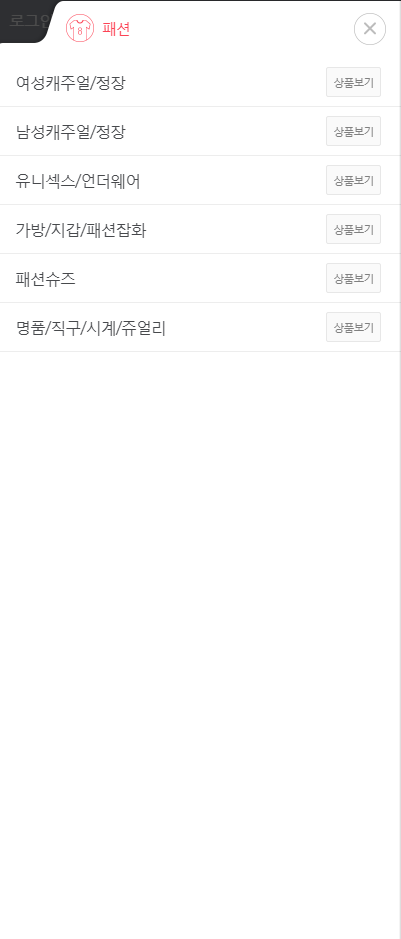 로그인
패션
여성캐주얼/정장
상품보기
남성캐주얼/정장
상품보기
유니섹스/언더웨어
상품보기
가방/지갑/패션잡화
상품보기
패션슈즈
상품보기
명품/직구/시계/쥬얼리
상품보기